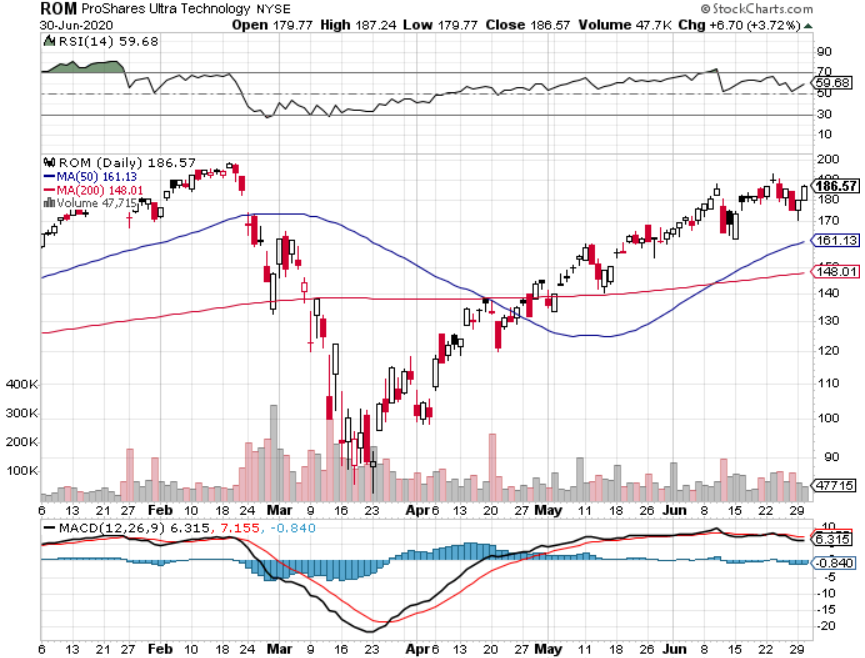 ROM ProShares Ultra Technology NYSE © StockCharts.com
30-Jun-2020 Open 179.77 High 187.24 Low 179.77 Close 186.57 Volume 47.7K Chg +6.70 (+3.72%)
RSI(14) 59.68
90
70
59.68
50
30
10
ROM (Daily) 186.57
MA(50) 161.13
MA(200) 148.01
Volume 47,715
200
190
186.57
180
170
161.13
150
148.01
140
130
120
110
100
90
400K
300K
200K
100K
47715
6 13 21 27 Feb 10 18 24 Mar 9 16 23 Apr 6 13 20 27 May 11 18 26 Jun 8 15 22 29
MACD(12,26,9) 6.315, 7.155, -0.840
10
7.155
6.315
-0.840
-5
-10
-15
-20
6 13 21 27 Feb 10 18 24 Mar 9 16 23 Apr 6 13 20 27 May 11 18 26 Jun 8 15 22 29